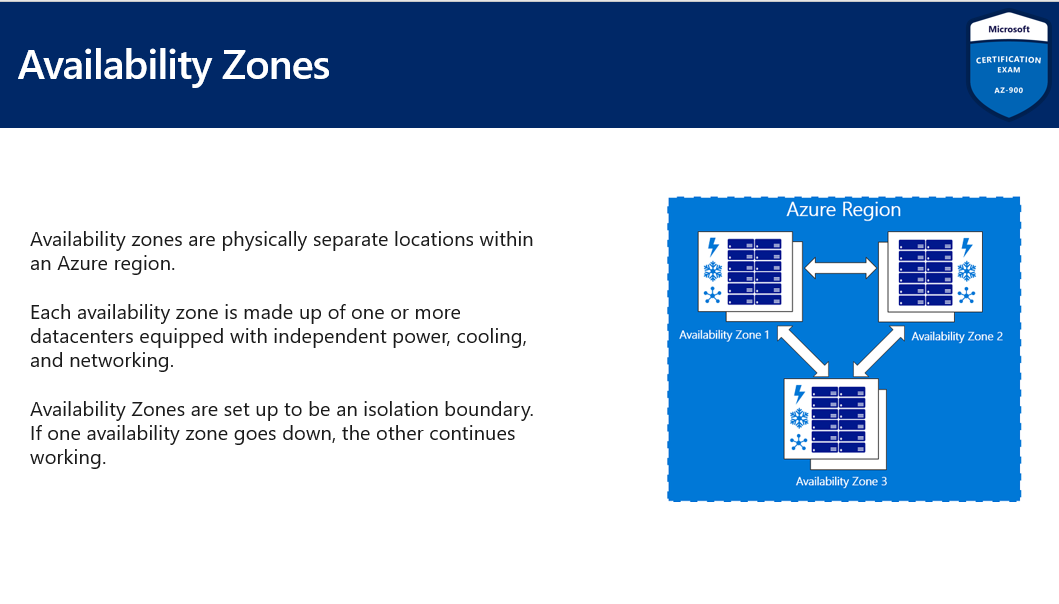 Availability Zones
Microsoft
CERTIFICATION
EXAM
AZ-900
Availability zones are physically separate locations within
an Azure region.
Each availability zone is made up of one or more
datacenters equipped with independent power, cooling,
and networking.
Availability Zones are set up to be an isolation boundary.
If one availability zone goes down, the other continues
working.
Azure Region
Availability Zone 1
Availability Zone 2
Availability Zone 3